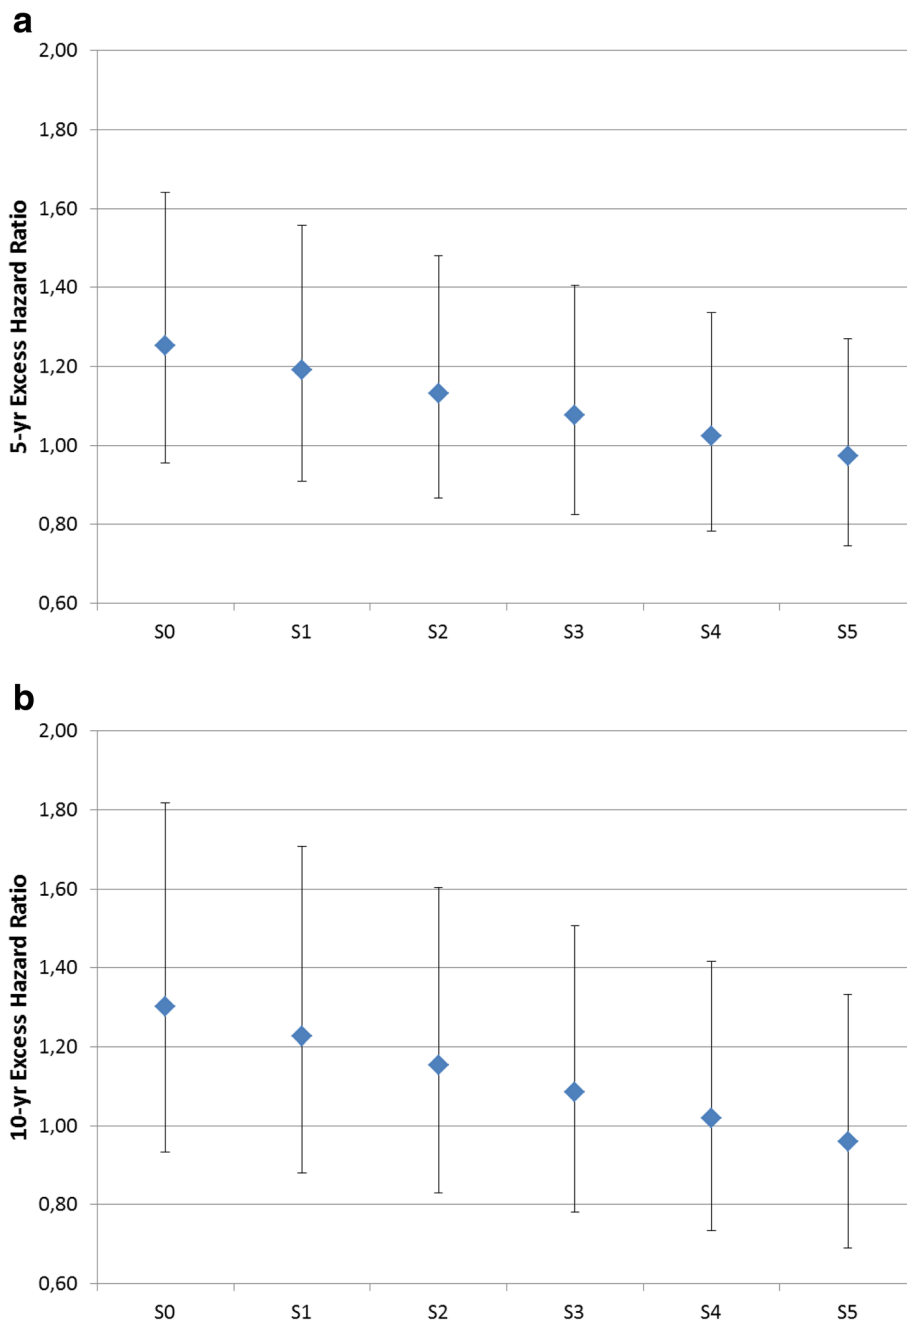 a
2,00
1,80
1,60
1,40
1,20
1,00
0,80
0,60
5-yr Excess Hazard Ratio
S0 S1 S2 S3 S4 S5
b
2,00
1,80
1,60
1,40
1,20
1,00
0,80
0,60
10-yr Excess Hazard Ratio
S0 S1 S2 S3 S4 S5